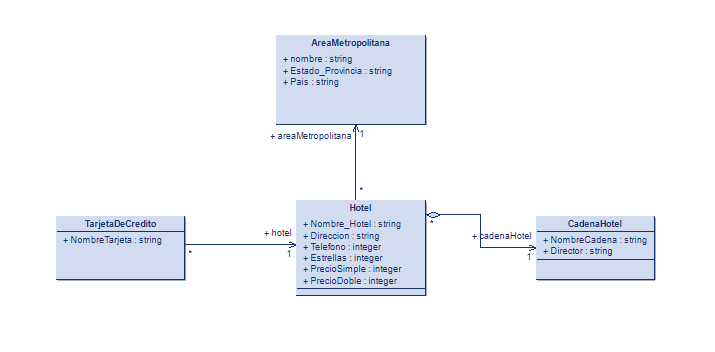 AreaMetropolitana
+ nombre : string
+ Estado_Provincia : string
+ Pais : string
+ areaMetropolitana
1
*
Hotel
+ Nombre_Hotel : string
+ Direccion : string
+ Telefono : integer
+ Estrellas : integer
+ PrecioSimple : integer
+ PrecioDoble : integer
TarjetaDeCredito
+ NombreTarjeta : string
*
+ hotel
1
*
+ cadenaHotel
1
CadenaHotel
+ NombreCadena : string
+ Director : string